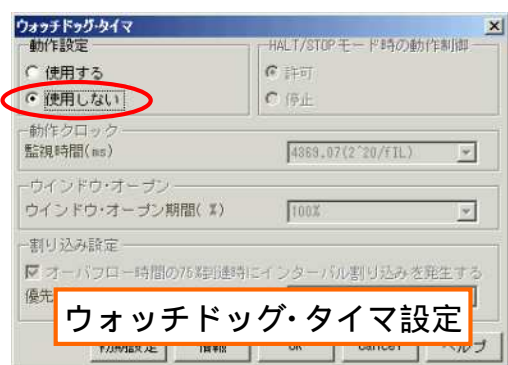 ウォッチドッグ・タイマ
動作設定
使用する
使用しない
HALT/STOPモード時の動作制御
許可
停止
動作クロック
監視時間(ms)
4369.07(2^20/fIL)
ウインドウ・オープン
ウインドウ・オープン期間( %)
100%
割り込み設定
オーバフロー時間の75%到達時にインターバル割り込みを発生する
優先
ウォッチドッグ・タイマ設定
初期設定 情報 OK Cancel ヘルプ